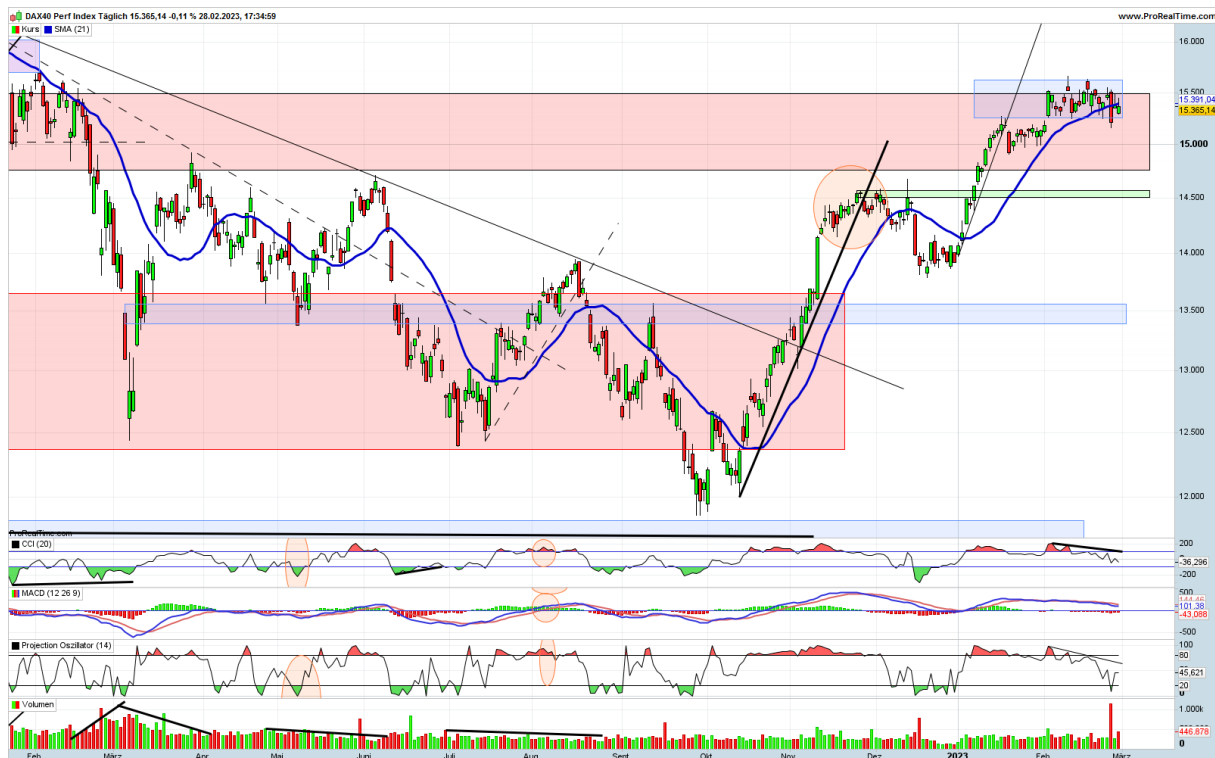 DAX40 Perf Index Täglich 15.365,14 -0,11 % 28.02.2023, 17:34:59
www.ProRealTime.com
Kurs SMA (21)
16.000
15.500
15.391,04
15.365,14
15.000
14.500
14.000
13.500
13.000
12.500
12.000
ProRealTime.com
CCI (20)
200
-36,296
-200
MACD (12 26 9)
500
101,38
-43,088
-500
Projection Oszillator (14)
100
80
45,621
20
0
Volumen
1.000k
446.878
0
Feb März Apr Mai Juni Juli Aug Sept Okt Nov Dez 2023 Feb März